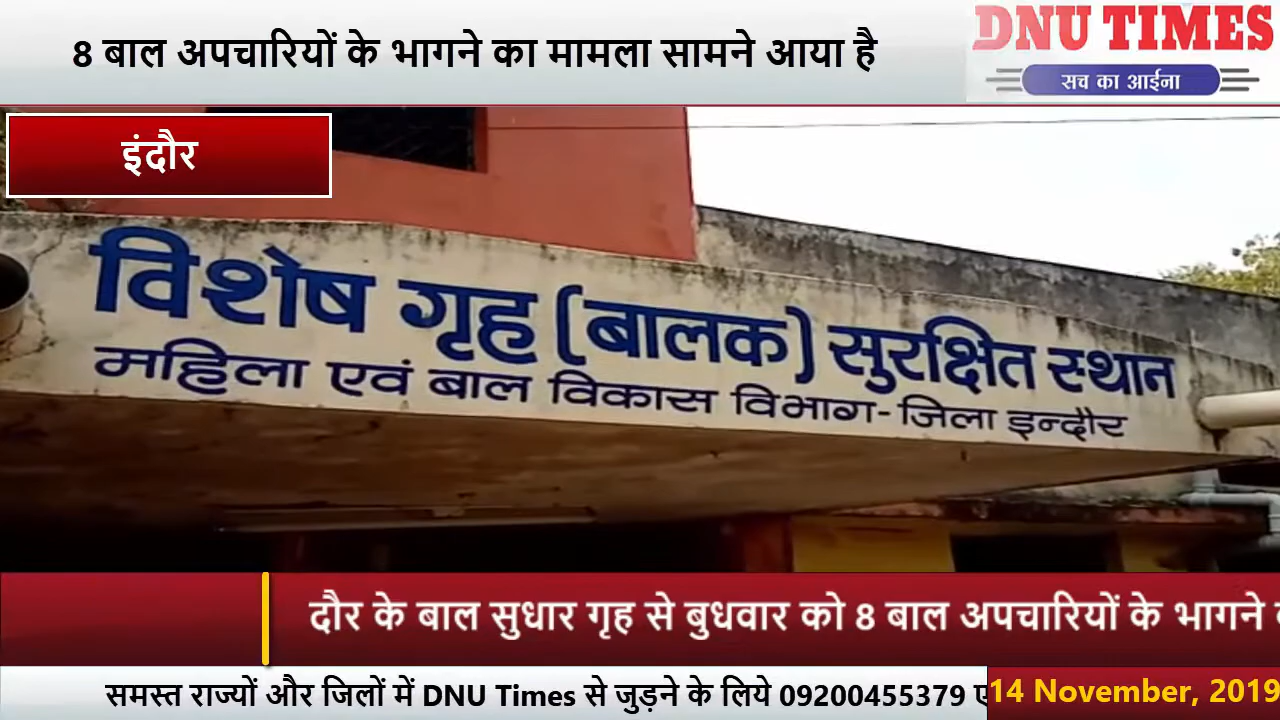 8 बाल अपचारियों के भागने का मामला सामने आया है
DNU TIMES
सच का आईना
इंदौर
विशेष गृह (बालक) सुरक्षित स्थान
महिला एवं बाल विकास विभाग-जिला इन्दौर
दौर के बाल सुधार गृह से बुधवार को 8 बाल अपचारियों के भागने
समस्त राज्यों और जिलों में DNU Times से जुड़ने के लिये 09200455379
14 November, 2019